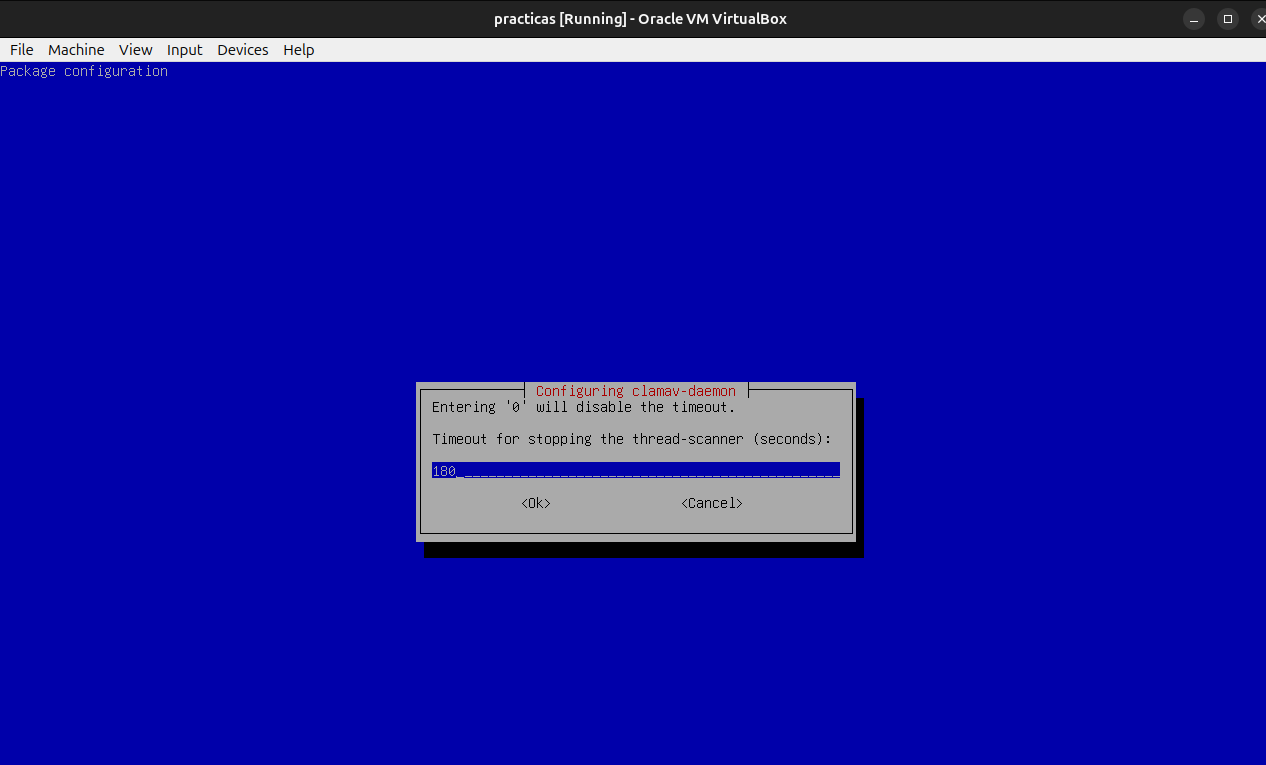 practicas [Running] - Oracle VM VirtualBox
File Machine View Input Devices Help
Package configuration
Configuring clamav-daemon
Entering '0' will disable the timeout.
Timeout for stopping the thread-scanner (seconds):
180
<Ok> <Cancel>